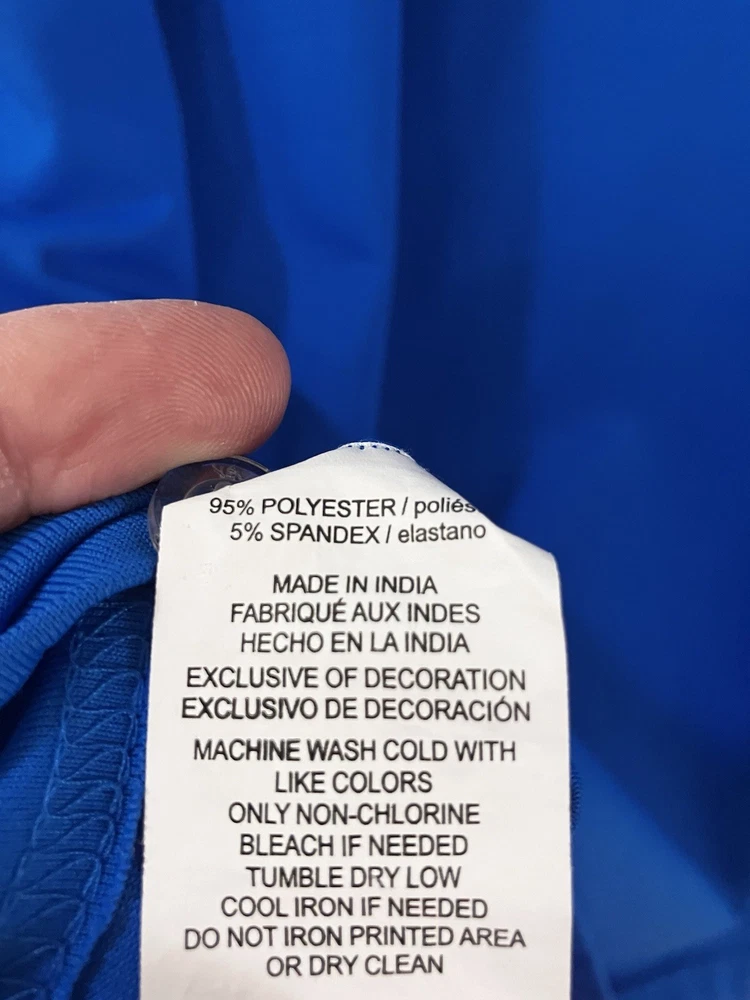 95% POLYESTER / poliés
5% SPANDEX / elastano
MADE IN INDIA
FABRIQUÉ AUX INDES
HECHO EN LA INDIA
EXCLUSIVE OF DECORATION
EXCLUSIVO DE DECORACIÓN
MACHINE WASH COLD WITH
LIKE COLORS
ONLY NON-CHLORINE
BLEACH IF NEEDED
TUMBLE DRY LOW
COOL IRON IF NEEDED
DO NOT IRON PRINTED AREA
OR DRY CLEAN